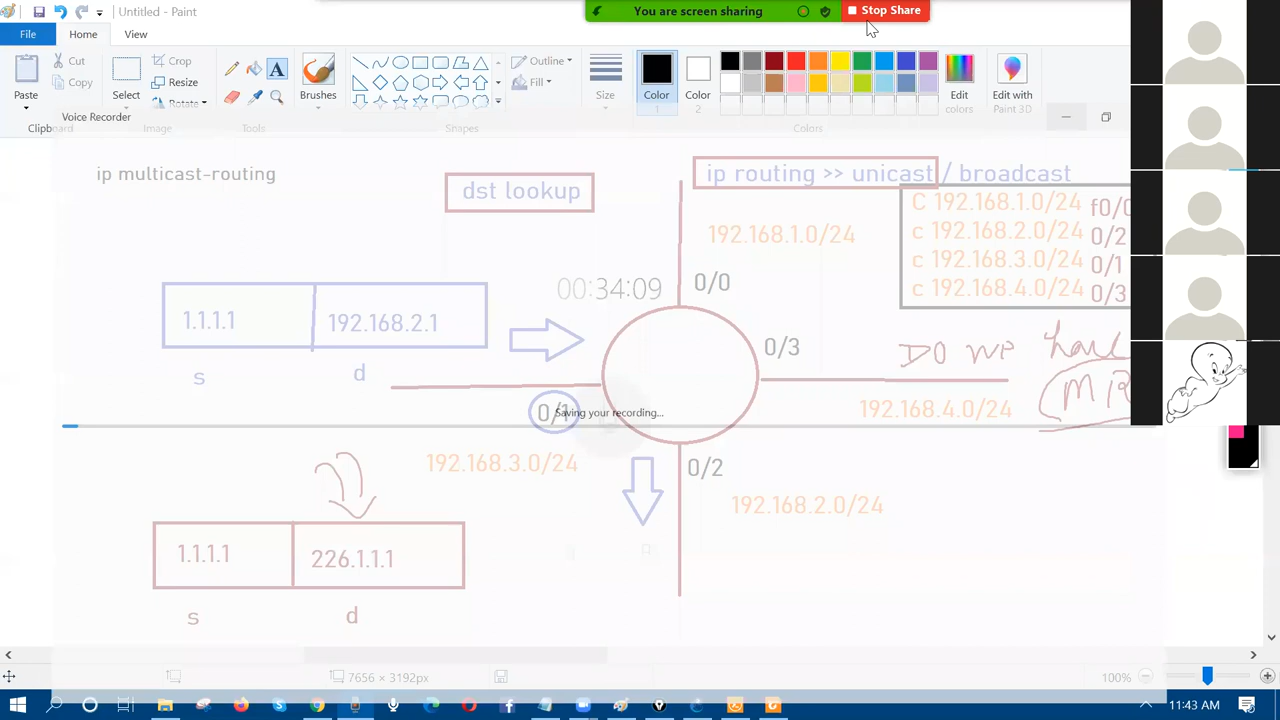 Untitled - Paint
You are screen sharing
Stop Share
File
Home
View
Paste
Cut
Copy
Clipboard
Select
Crop
Resize
Rotate
Image
Tools
Brushes
Shapes
Outline
Fill
Size
Color
1
Color
2
Edit
colors
Colors
Edit with
Paint 3D
Voice Recorder
ip multicast-routing
dst lookup
ip routing >> unicast / broadcast
C 192.168.1.0/24 f0/0
c 192.168.2.0/24 0/2
c 192.168.3.0/24 0/1
c 192.168.4.0/24 0/3
192.168.1.0/24
00:34:09
0/0
1.1.1.1
192.168.2.1
s
d
0/3
DO we have
0/1
Saving your recording...
192.168.4.0/24
192.168.3.0/24
0/2
192.168.2.0/24
1.1.1.1
226.1.1.1
s
d
7656 × 3192px
100%
11:43 AM